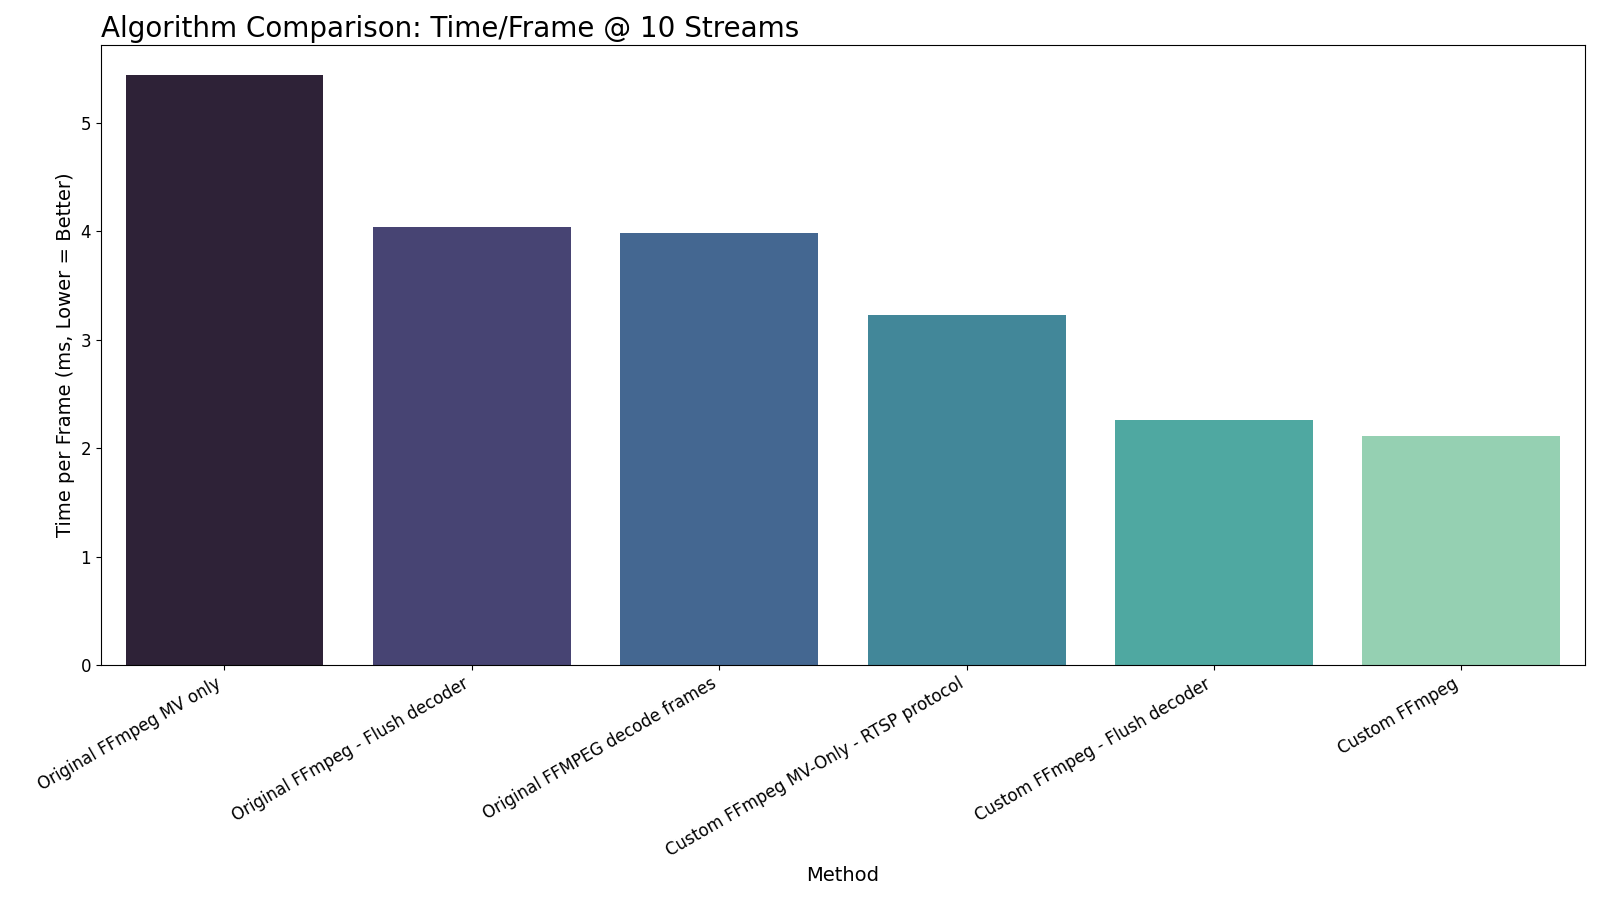 Algorithm Comparison: Time/Frame @ 10 Streams
Time per Frame (ms, Lower = Better)
5
4
3
2
1
0
Original FFmpeg MV only
Original FFmpeg - Flush decoder
Original FFMPEG decode frames
Custom FFmpeg MV-Only - RTSP protocol
Custom FFmpeg - Flush decoder
Custom FFmpeg
Method